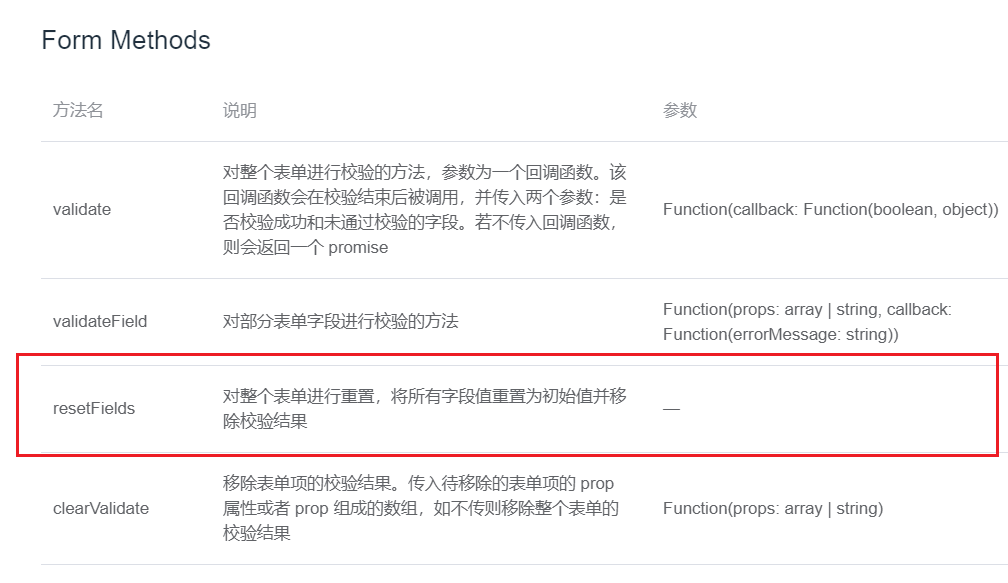 Form Methods
方法名 说明 参数
对整个表单进行校验的方法，参数为一个回调函数。该
回调函数会在校验结束后被调用，并传入两个参数：是
否校验成功和未通过校验的字段。若不传入回调函数，
则会返回一个 promise
validate
Function(callback: Function(boolean, object))
validateField
对部分表单字段进行校验的方法
Function(props: array | string, callback:
Function(errorMessage: string))
resetFields
对整个表单进行重置，将所有字段值重置为初始值并移
除校验结果
—
clearValidate
移除表单项的校验结果。传入待移除的表单项的 prop
属性或者 prop 组成的数组，如不传则移除整个表单的
校验结果
Function(props: array | string)